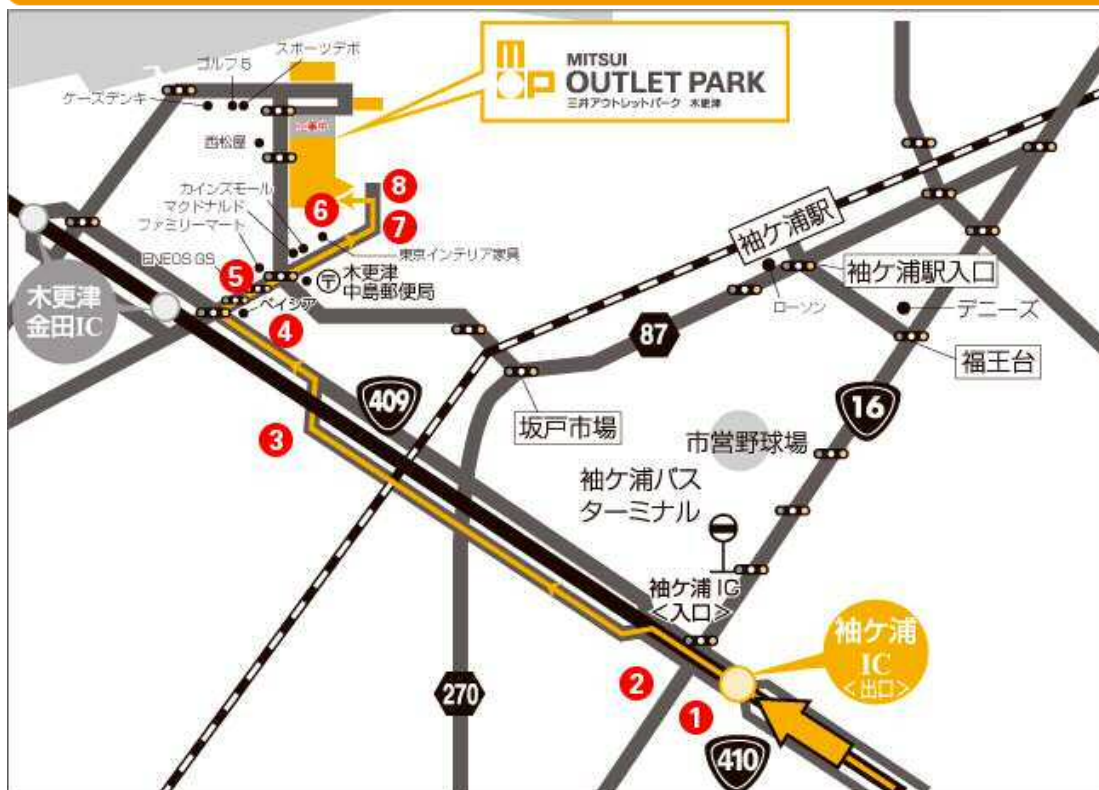 スポーツデポ
ゴルフ5
ケーズデンキ
西松屋
MITSUI
OUTLET PARK
三井アウトレットパーク 木更津
カインズモール
マクドナルド
ファミリーマート
ENEOS GS
ベイシア
東京インテリア家具
〒
木更津
中島郵便局
木更津
金田IC
袖ケ浦駅
袖ケ浦駅入口
ローソン
デニーズ
福王台
87
409
16
坂戸市場
市営野球場
袖ケ浦バス
ターミナル
袖ケ浦IC
<入口>
袖ケ浦
IC
<出口>
270
410
1
2
3
4
5
6
7
8